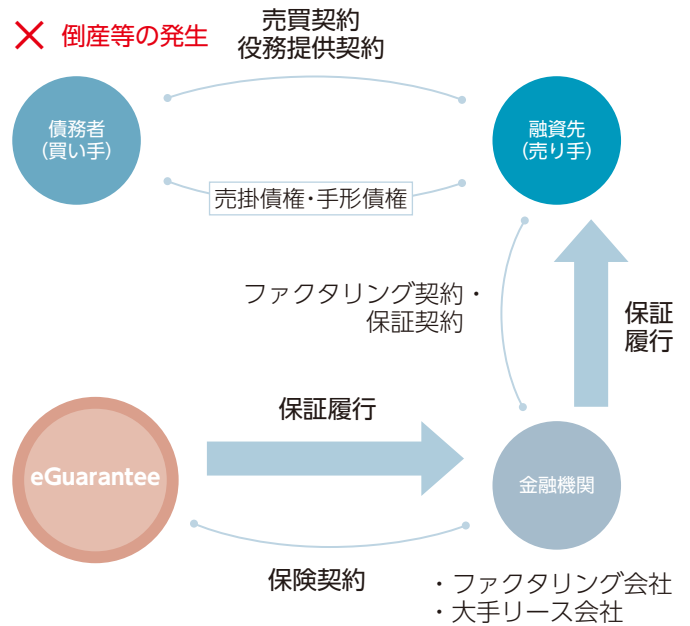 倒産等の発生
売買契約
役務提供契約
債務者
(買い手)
融資先
(売り手)
売掛債権・手形債権
ファクタリング契約・
保証契約
保証
履行
保証履行
eGuarantee
金融機関
保険契約
・ファクタリング会社
・大手リース会社